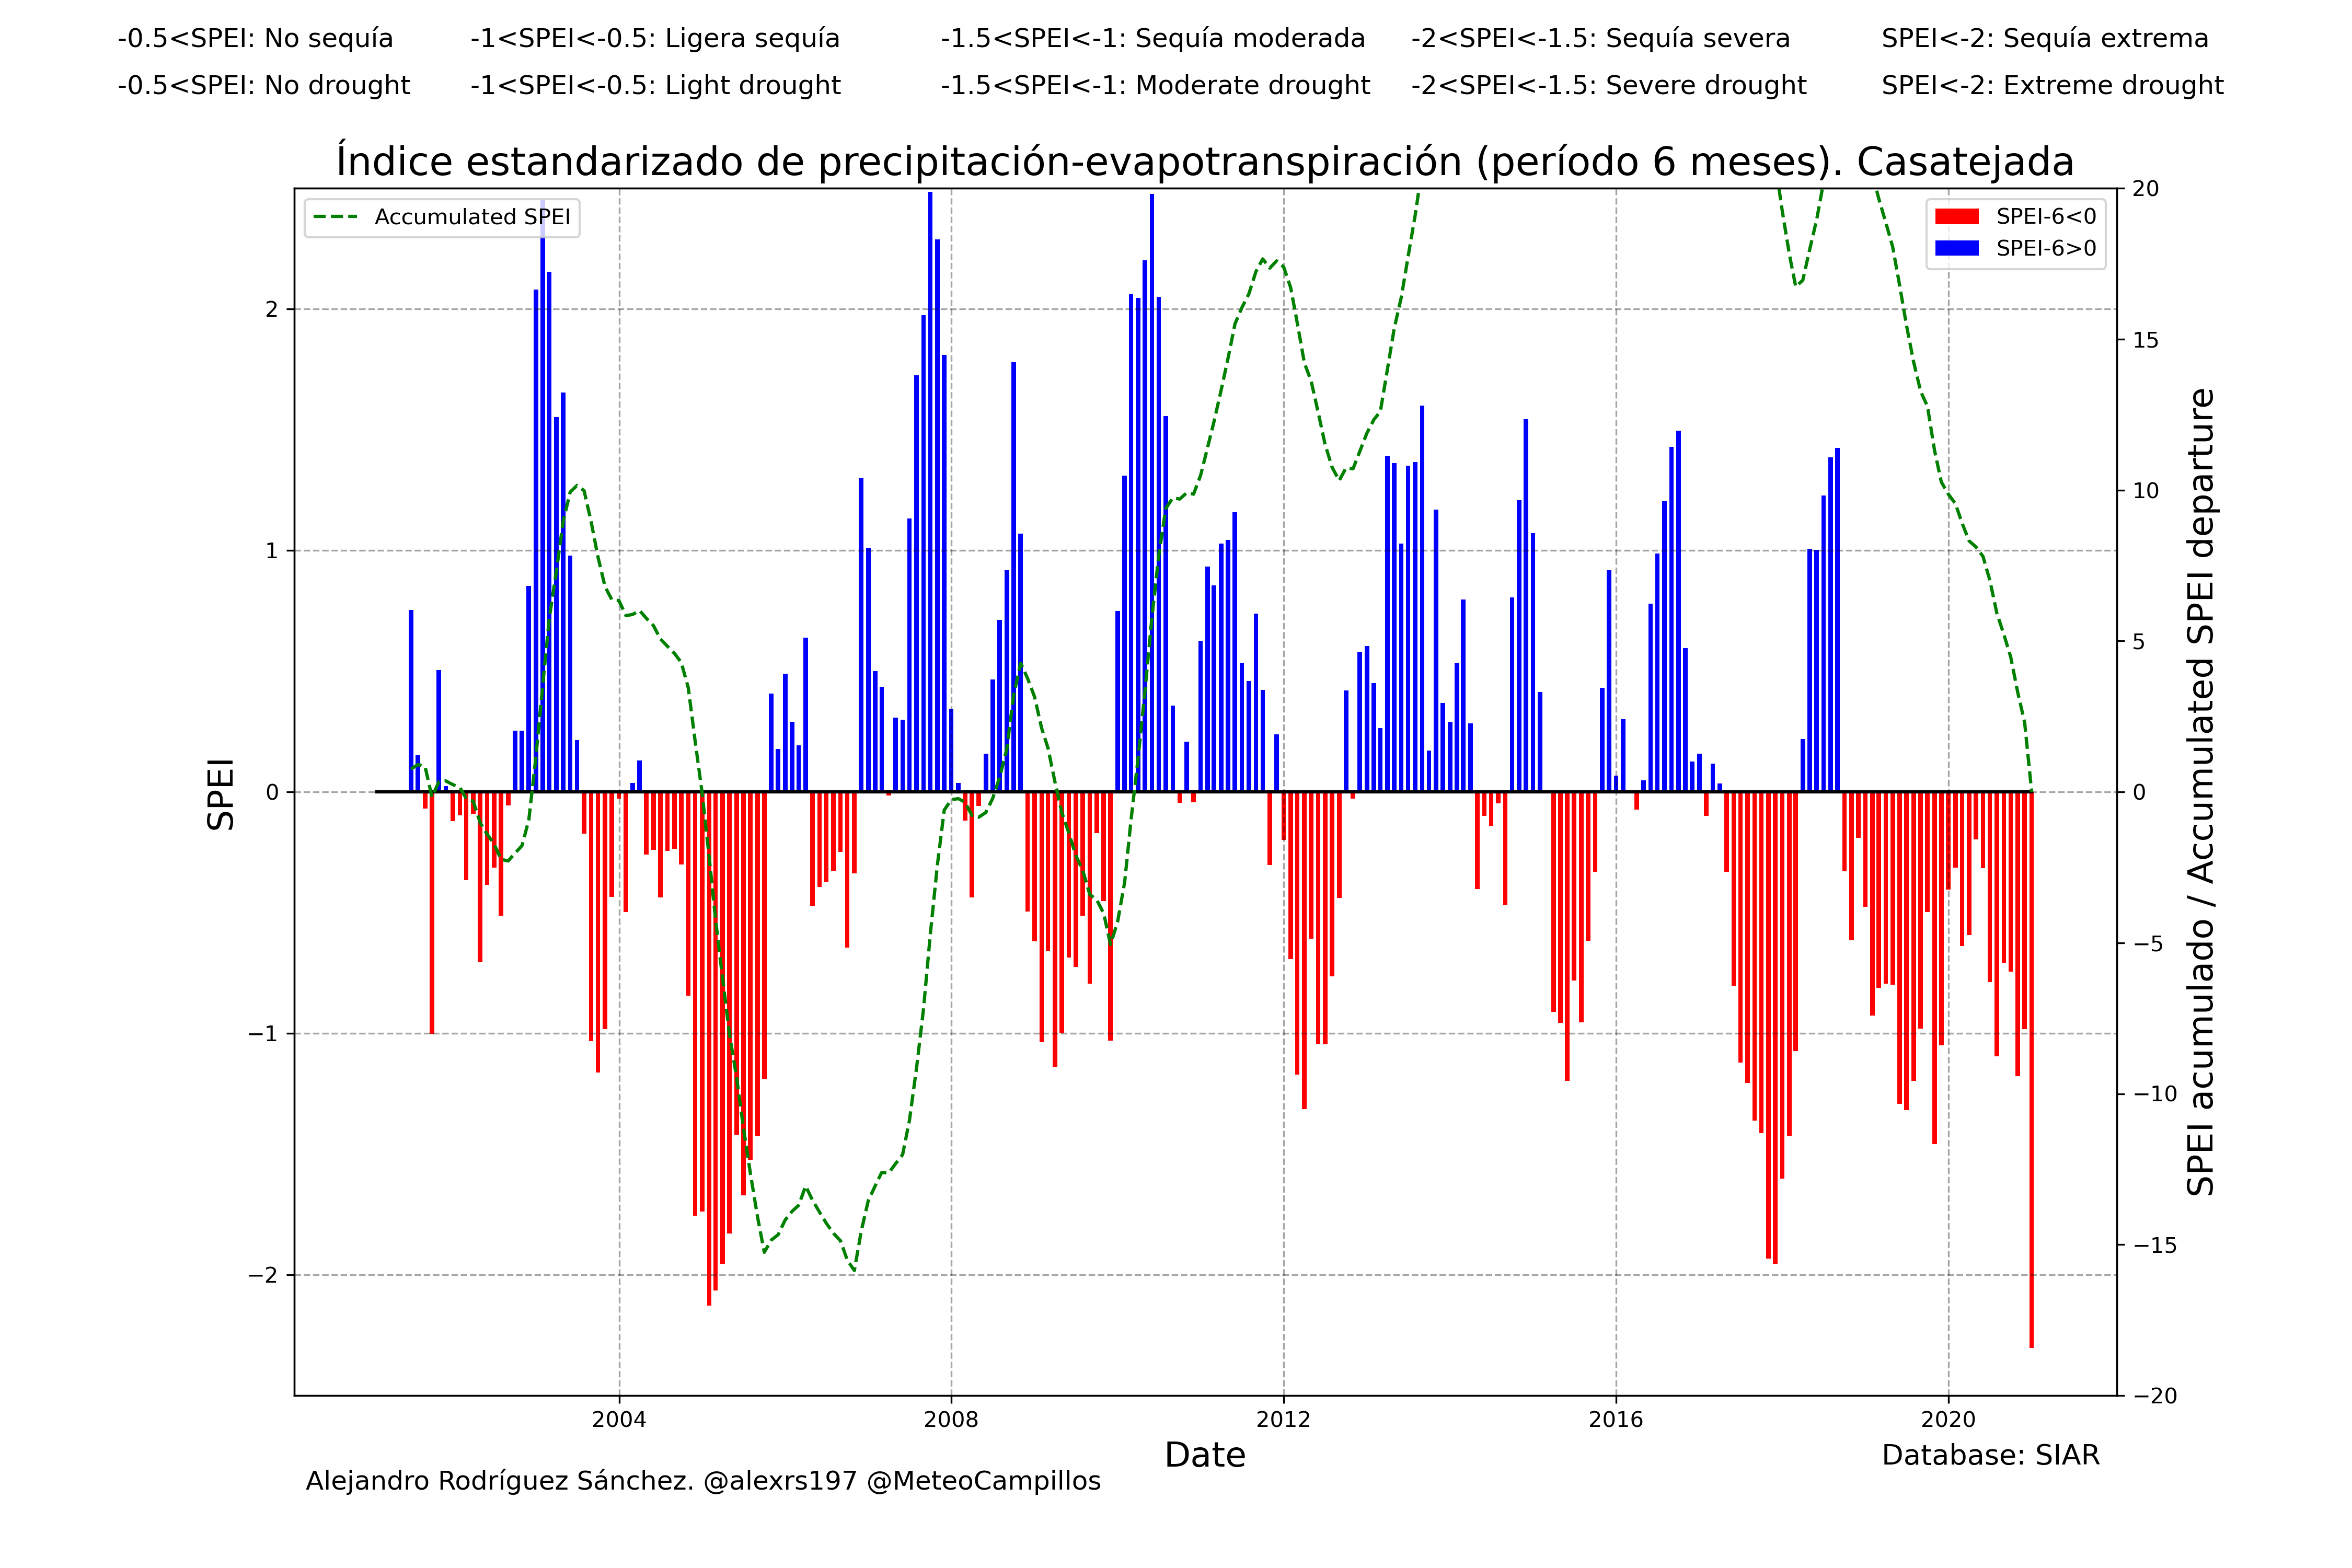 -0.5<SPEI: No sequía -1<SPEI<-0.5: Ligera sequía -1.5<SPEI<-1: Sequía moderada -2<SPEI<-1.5: Sequía severa SPEI<-2: Sequía extrema
-0.5<SPEI: No drought -1<SPEI<-0.5: Light drought -1.5<SPEI<-1: Moderate drought -2<SPEI<-1.5: Severe drought SPEI<-2: Extreme drought
Índice estandarizado de precipitación-evapotranspiración (período 6 meses). Casatejada
Accumulated SPEI
SPEI-6<0
SPEI-6>0
SPEI
2
1
0
−1
−2
20
15
10
5
0
−5
−10
−15
−20
SPEI acumulado / Accumulated SPEI departure
2004 2008 2012 2016 2020
Date
Database: SIAR
Alejandro Rodríguez Sánchez. @alexrs197 @MeteoCampillos